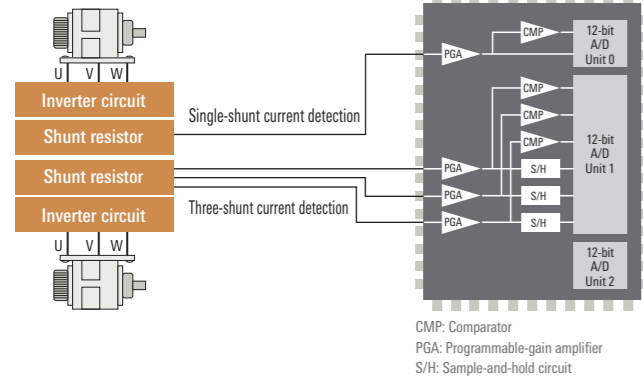 U V W
Inverter circuit
Shunt resistor
Single-shunt current detection
Shunt resistor
Inverter circuit
Three-shunt current detection
U V W
PGA
CMP
12-bit
A/D
Unit 0
CMP
CMP
CMP
PGA
S/H
PGA
S/H
PGA
S/H
12-bit
A/D
Unit 1
12-bit
A/D
Unit 2
CMP: Comparator
PGA: Programmable-gain amplifier
S/H: Sample-and-hold circuit